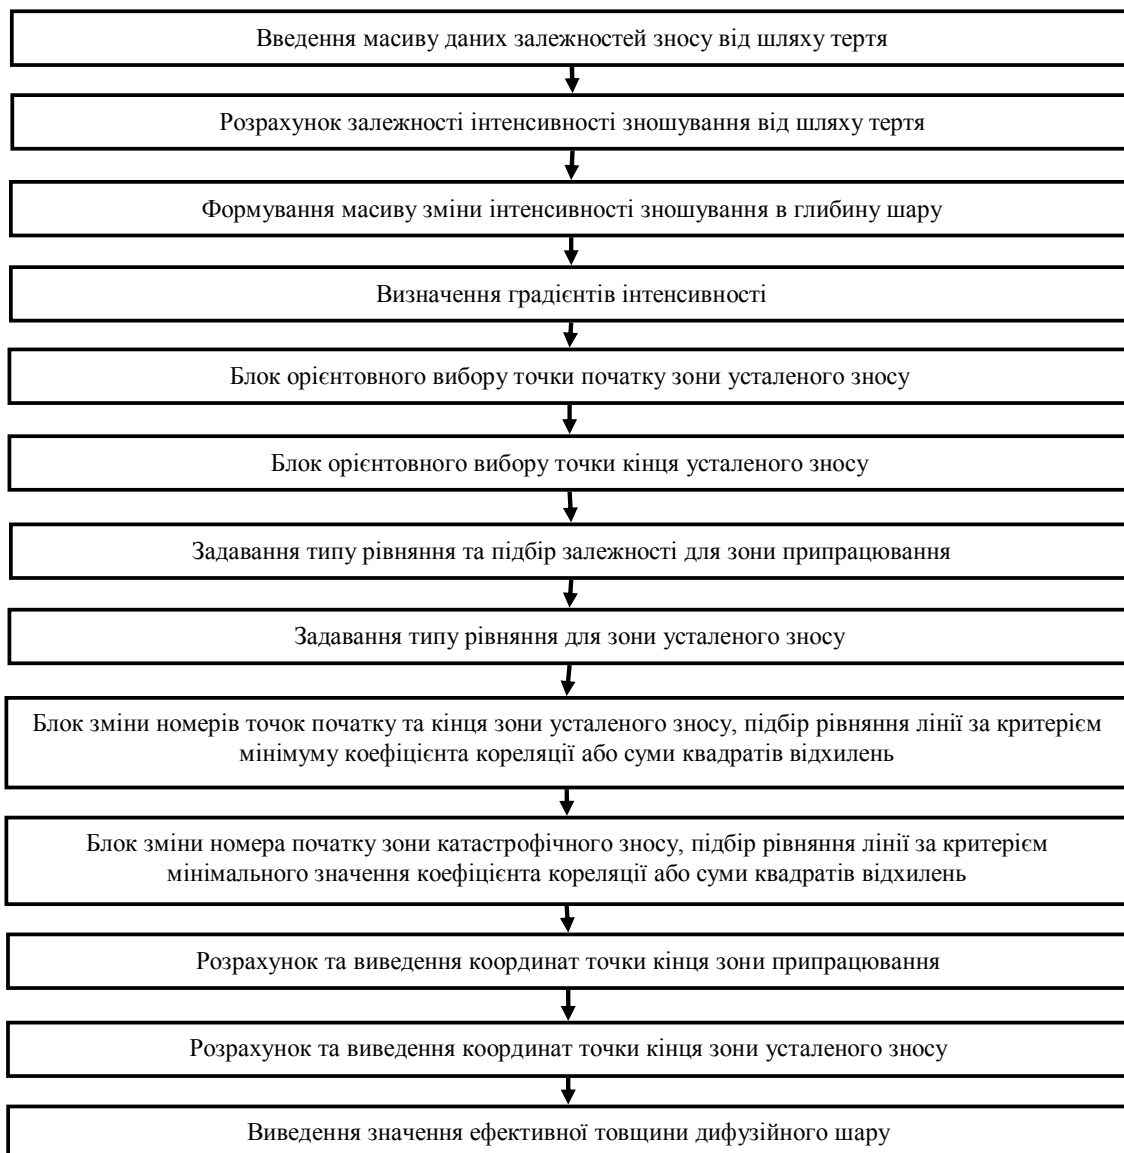 Введення масиву даних залежностей зносу від шляху тертя
Розрахунок залежності інтенсивності зношування від шляху тертя
Формування масиву зміни інтенсивності зношування в глибину шару
Визначення градієнтів інтенсивності
Блок орієнтовного вибору точки початку зони усталеного зносу
Блок орієнтовного вибору точки кінця усталеного зносу
Задавання типу рівняння та підбір залежності для зони припрацювання
Задавання типу рівняння для зони усталеного зносу
Блок зміни номерів точок початку та кінця зони усталеного зносу, підбір рівняння лінії за критерієм
мінімуму коефіцієнта кореляції або суми квадратів відхилень
Блок зміни номера початку зони катастрофічного зносу, підбір рівняння лінії за критерієм
мінімального значення коефіцієнта кореляції або суми квадратів відхилень
Розрахунок та виведення координат точки кінця зони припрацювання
Розрахунок та виведення координат точки кінця зони усталеного зносу
Виведення значення ефективної товщини дифузійного шару